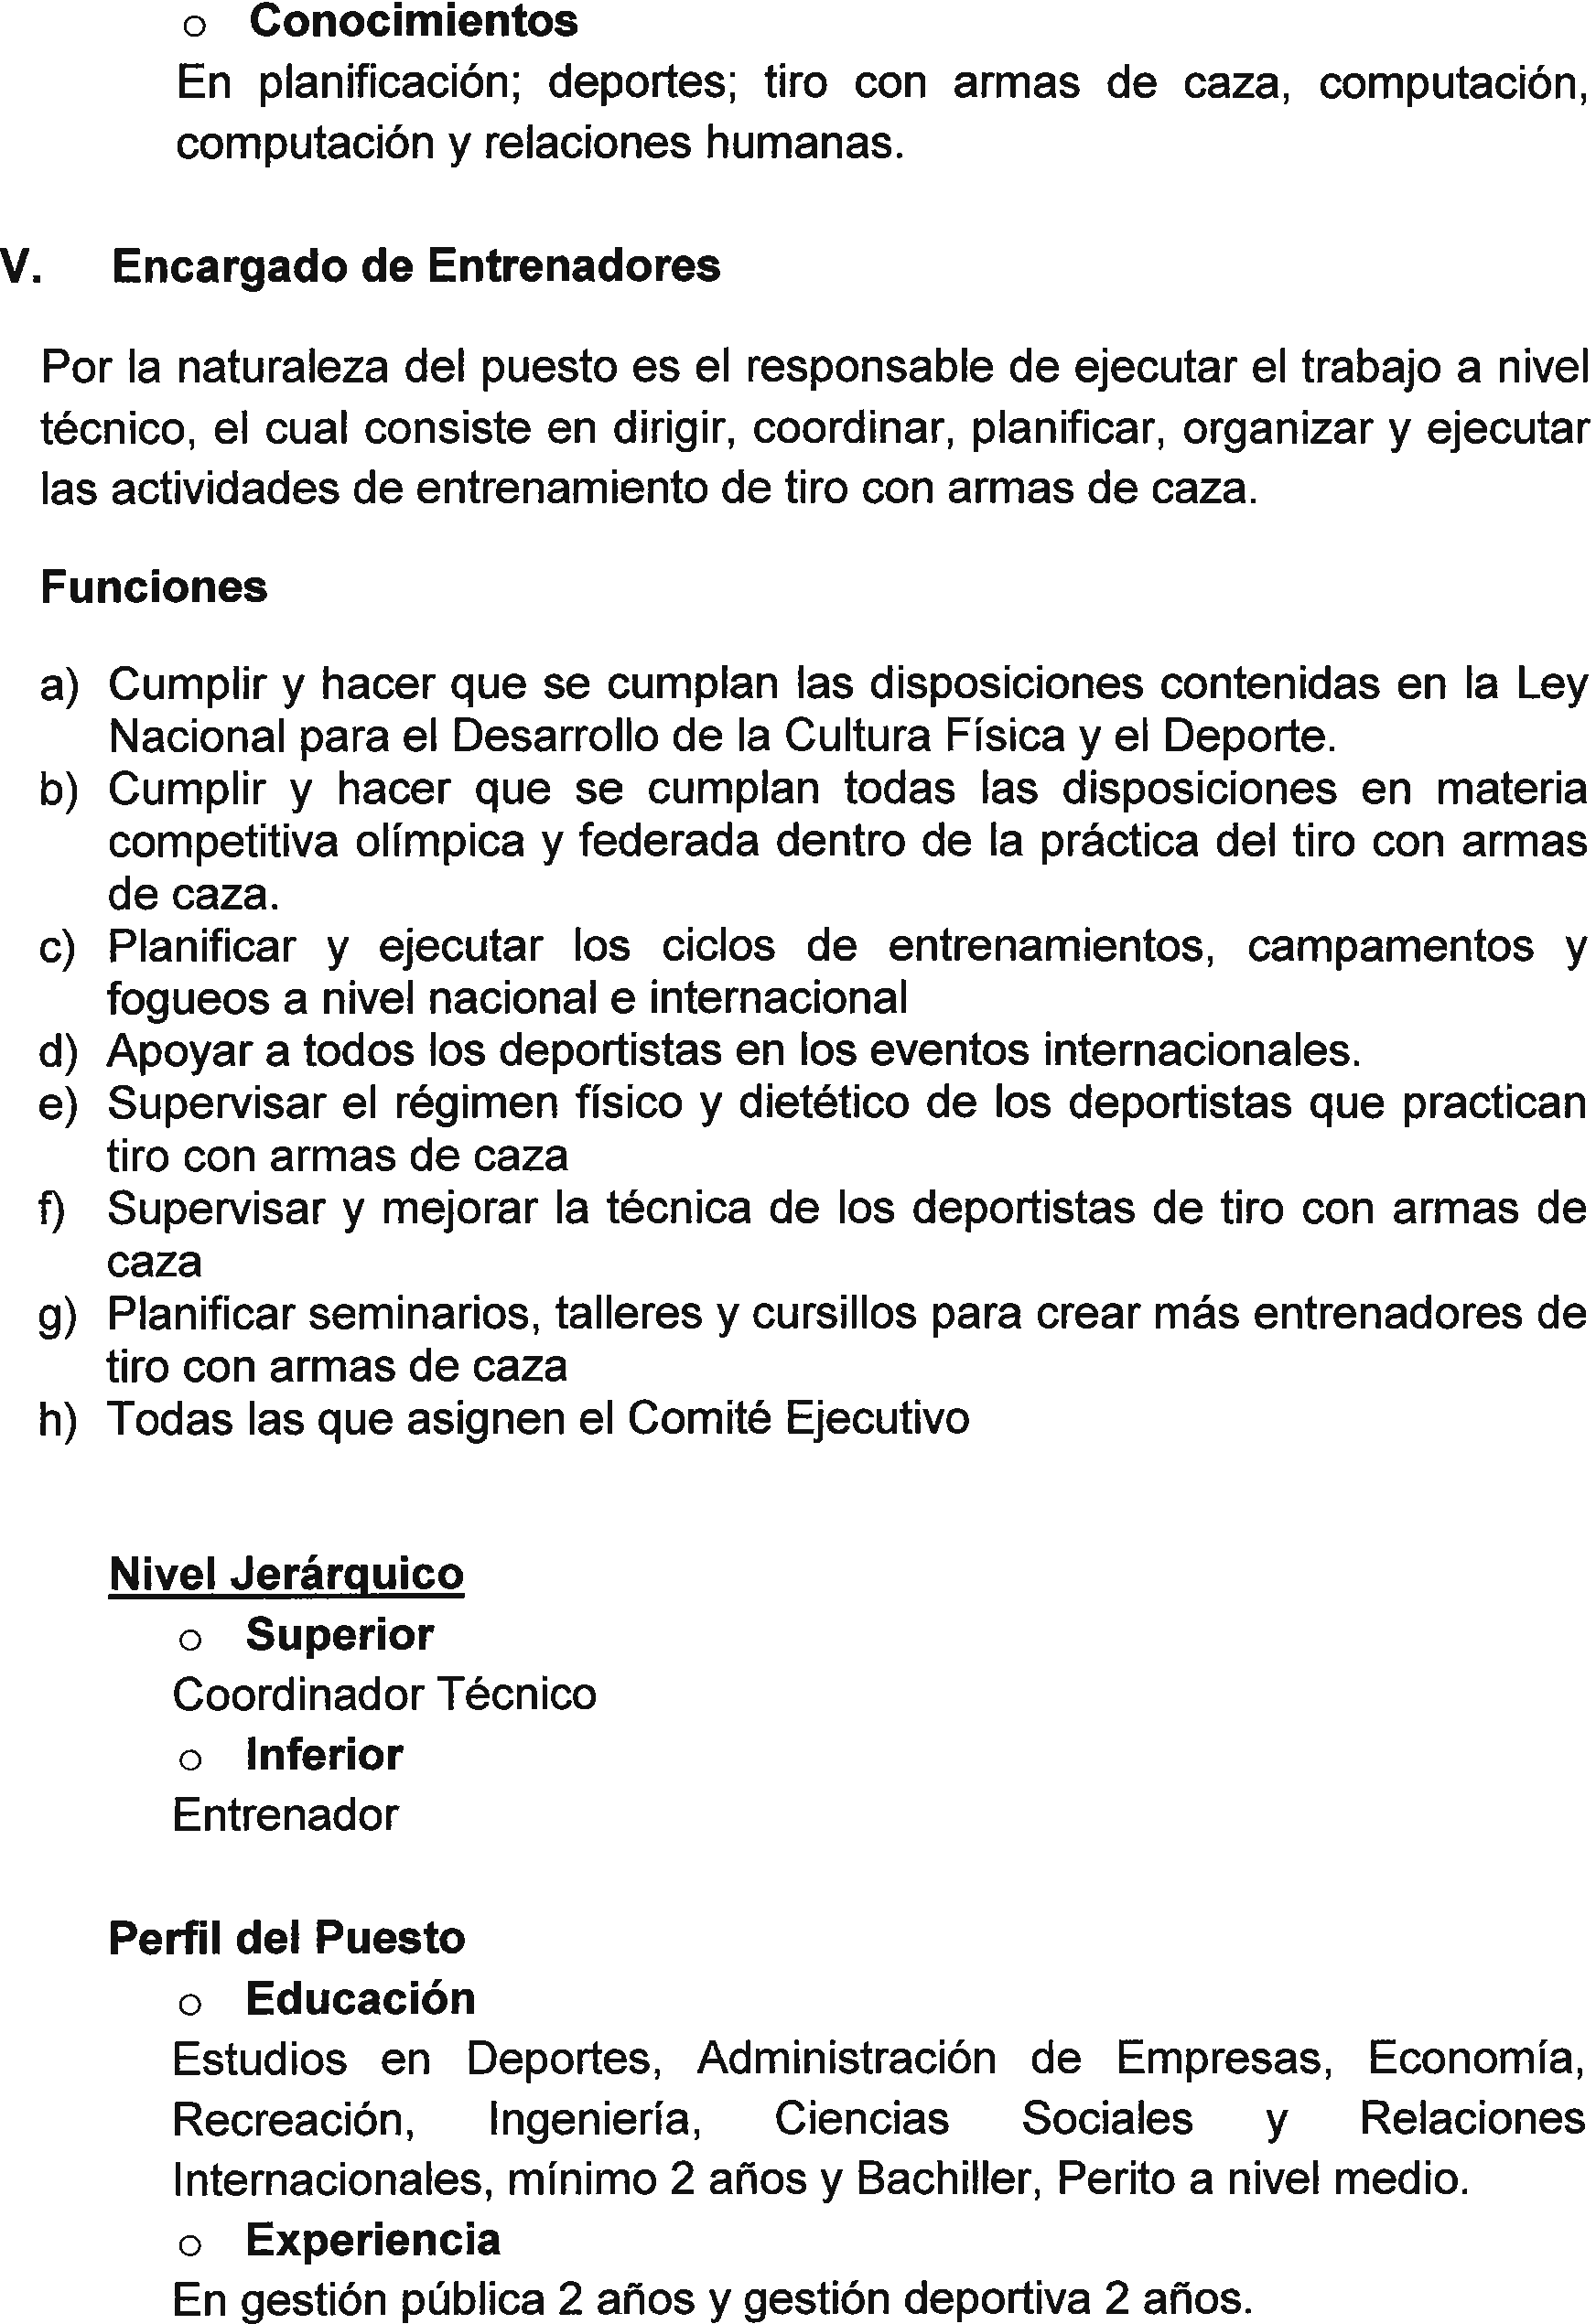 o Conocimientos
En planificación; deportes; tiro con armas de caza, computación,
computación y relaciones humanas.
V. Encargado de Entrenadores
Por la naturaleza del puesto es el responsable de ejecutar el trabajo a nivel
técnico, el cual consiste en dirigir, coordinar, planificar, organizar y ejecutar
las actividades de entrenamiento de tiro con armas de caza.
Funciones
a) Cumplir y hacer que se cumplan las disposiciones contenidas en la Ley
Nacional para el Desarrollo de la Cultura Física y el Deporte.
b) Cumplir y hacer que se cumplan todas las disposiciones en materia
competitiva olímpica y federada dentro de la práctica del tiro con armas
de caza.
c) Planificar y ejecutar los ciclos de entrenamientos, campamentos y
fogueos a nivel nacional e internacional
d) Apoyar a todos los deportistas en los eventos internacionales.
e) Supervisar el régimen físico y dietético de los deportistas que practican
tiro con armas de caza
f) Supervisar y mejorar la técnica de los deportistas de tiro con armas de
caza
g) Planificar seminarios, talleres y cursillos para crear más entrenadores de
tiro con armas de caza
h) Todas las que asignen el Comité Ejecutivo
Nivel Jerárquico
o Superior
Coordinador Técnico
o Inferior
Entrenador
Perfil del Puesto
o Educación
Estudios en Deportes, Administración de Empresas, Economía,
Recreación, Ingeniería, Ciencias Sociales y Relaciones
Internacionales, mínimo 2 años y Bachiller, Perito a nivel medio.
o Experiencia
En gestión pública 2 años y gestión deportiva 2 años.